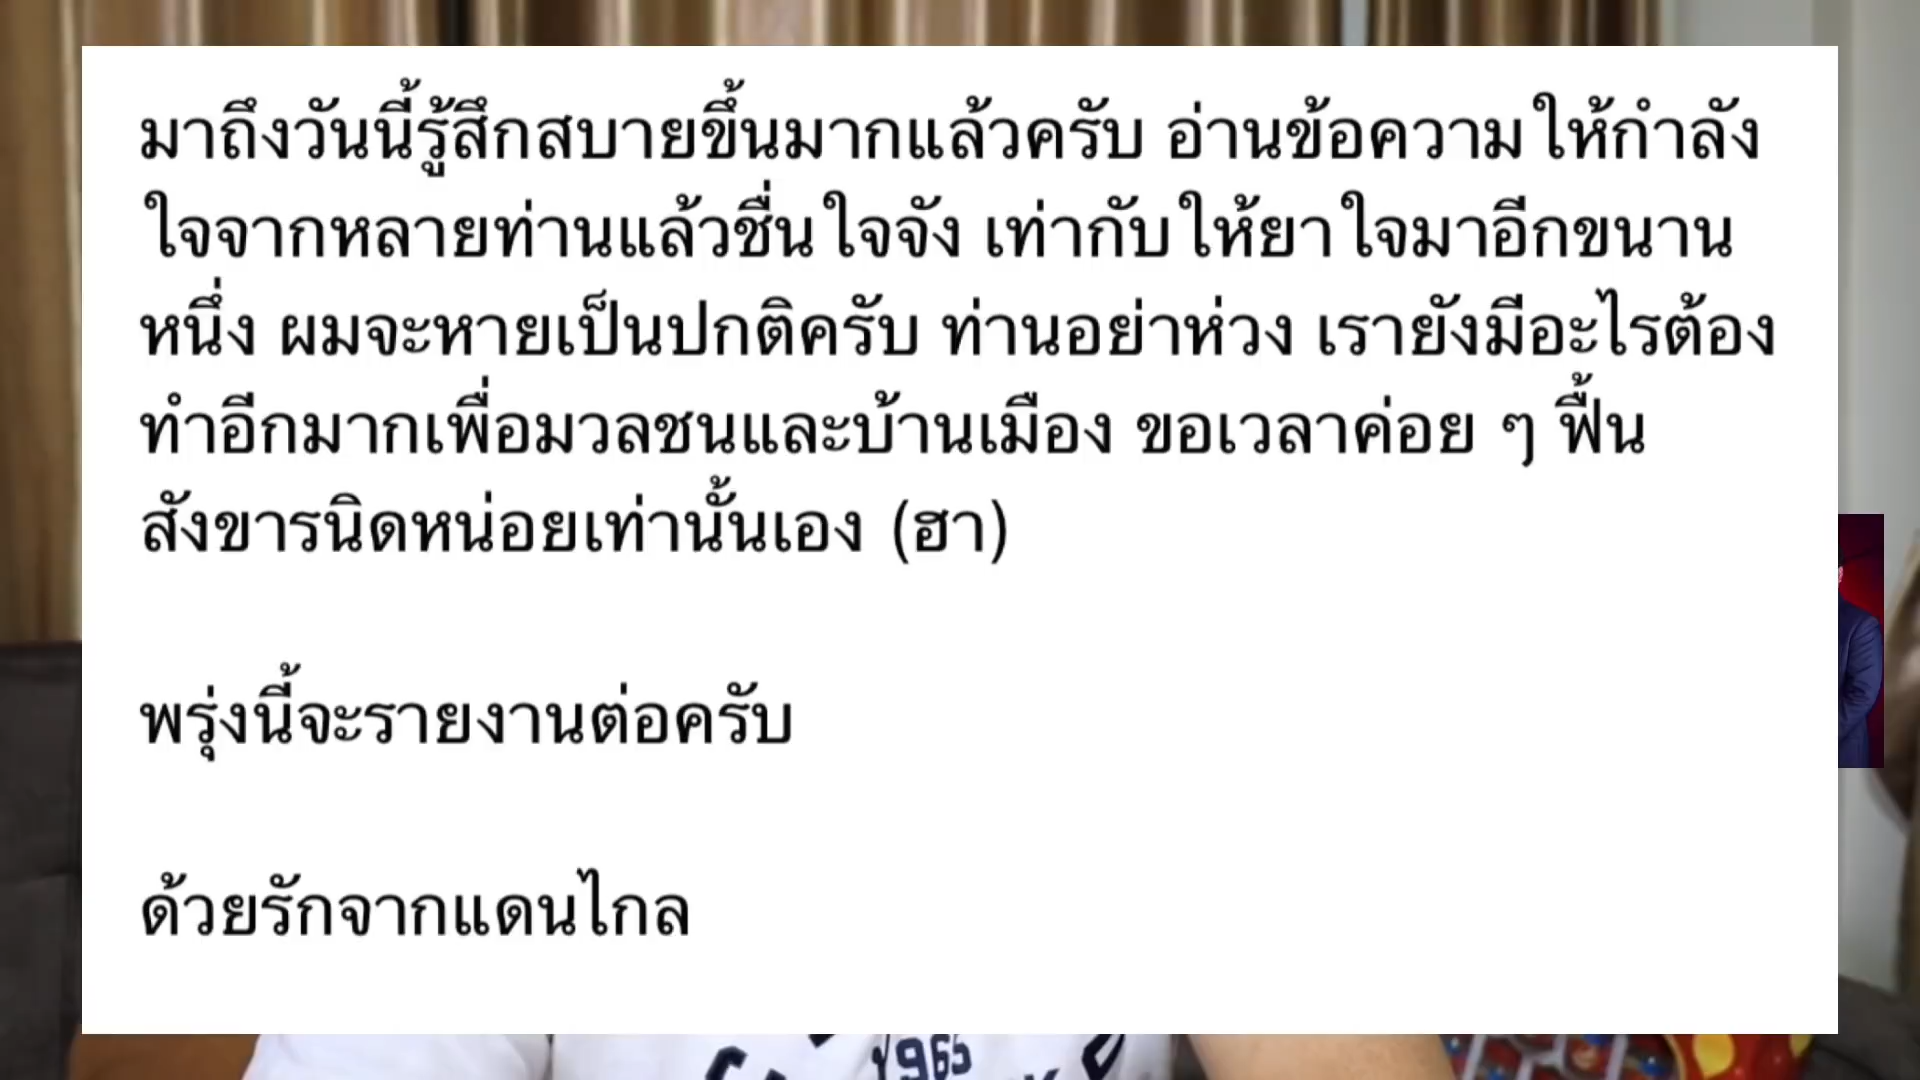 มาถึงวันนี้รู้สึกสบายขึ้นมากแล้วครับ อ่านข้อความให้กำลัง
ใจจากหลายท่านแล้วชื่นใจจัง เท่ากับให้ยาใจมาอีกขนาน
หนึ่ง ผมจะหายเป็นปกติครับ ท่านอย่าห่วง เรายังมีอะไรต้อง
ทำอีกมากเพื่อมวลชนและบ้านเมือง ขอเวลาค่อย ๆ ฟื้น
สังขารนิดหน่อยเท่านั้นเอง (ฮา)
พรุ่งนี้จะรายงานต่อครับ
ด้วยรักจากแดนไกล
1965